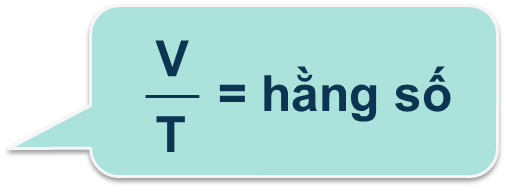 V
T = hằng số